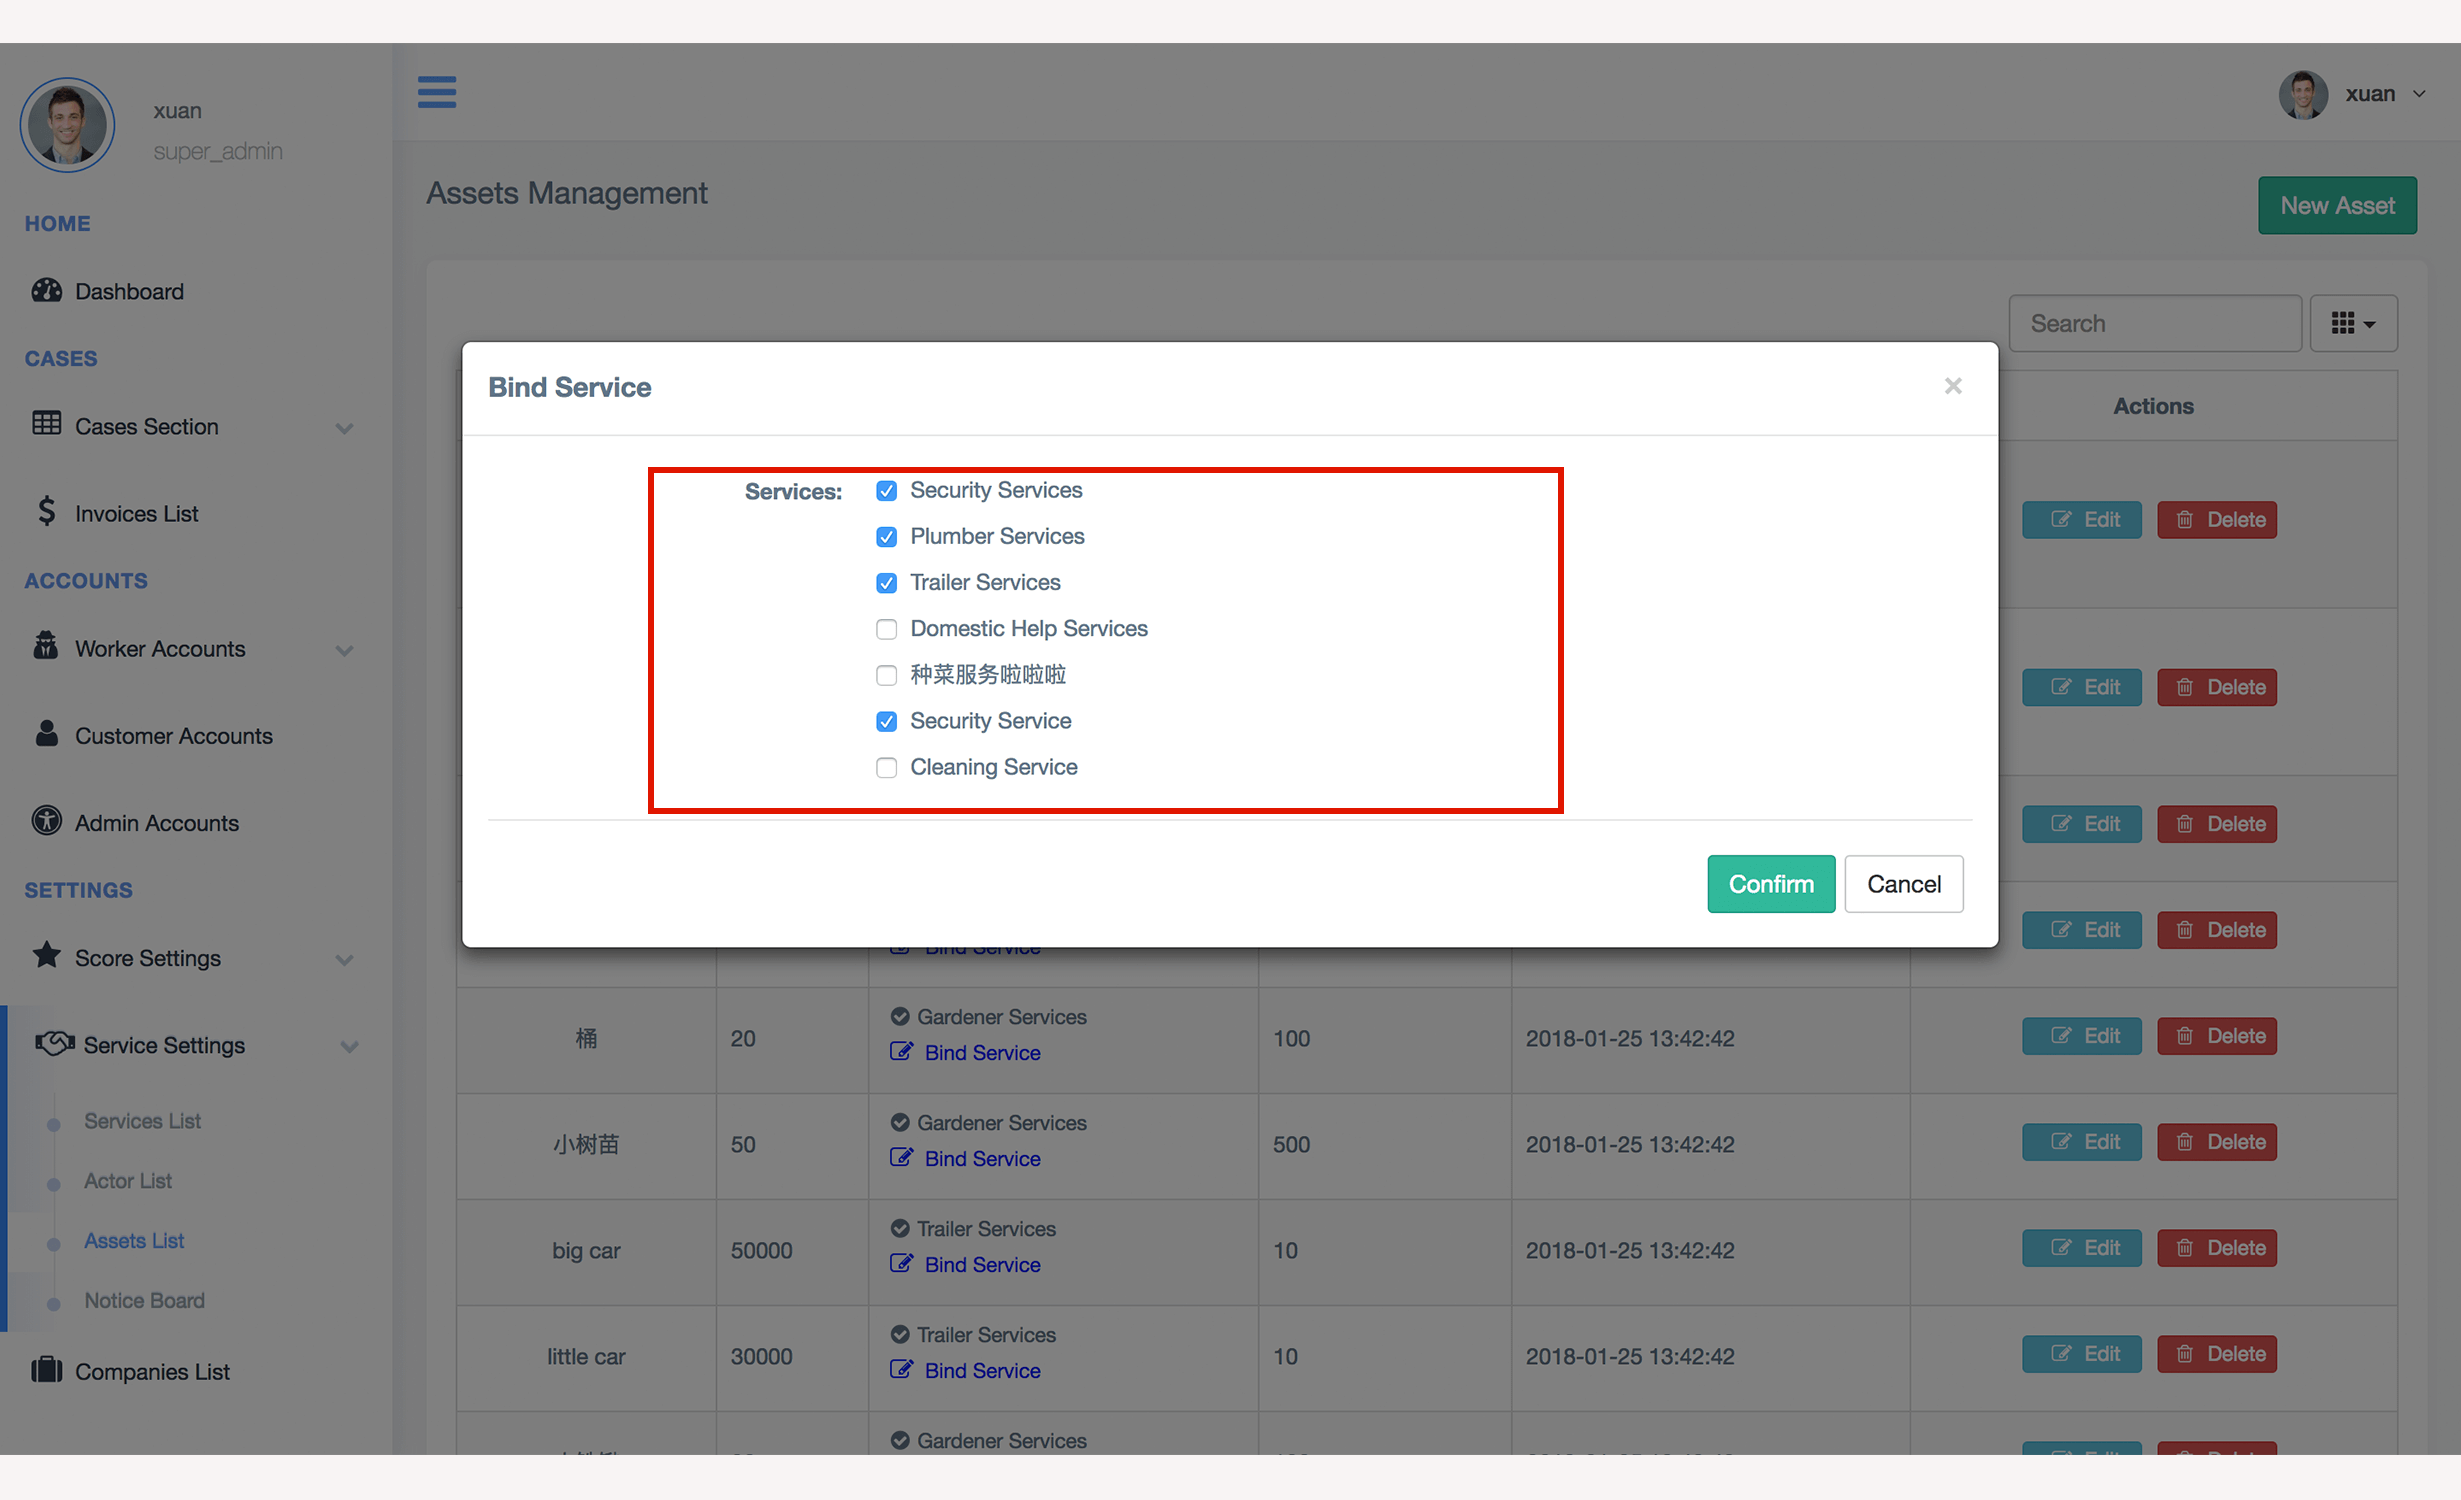 xuan
super_admin
HOME
Dashboard
CASES
Cases Section
Invoices List
ACCOUNTS
Worker Accounts
Customer Accounts
Admin Accounts
SETTINGS
Score Settings
Service Settings
Services List
Actor List
Assets List
Notice Board
Companies List
xuan
Assets Management
New Asset
Search
Bind Service
×
Services:
Security Services
Plumber Services
Trailer Services
Domestic Help Services
种菜服务啦啦啦
Security Service
Cleaning Service
Confirm
Cancel
Actions
Edit Delete
Edit Delete
Edit Delete
Edit Delete
Bind Service
桶 20 Gardener Services 100 2018-01-25 13:42:42 Edit Delete
Bind Service
小树苗 50 Gardener Services 500 2018-01-25 13:42:42 Edit Delete
Bind Service
big car 50000 Trailer Services 10 2018-01-25 13:42:42 Edit Delete
Bind Service
little car 30000 Trailer Services 10 2018-01-25 13:42:42 Edit Delete
Bind Service
Gardener Services